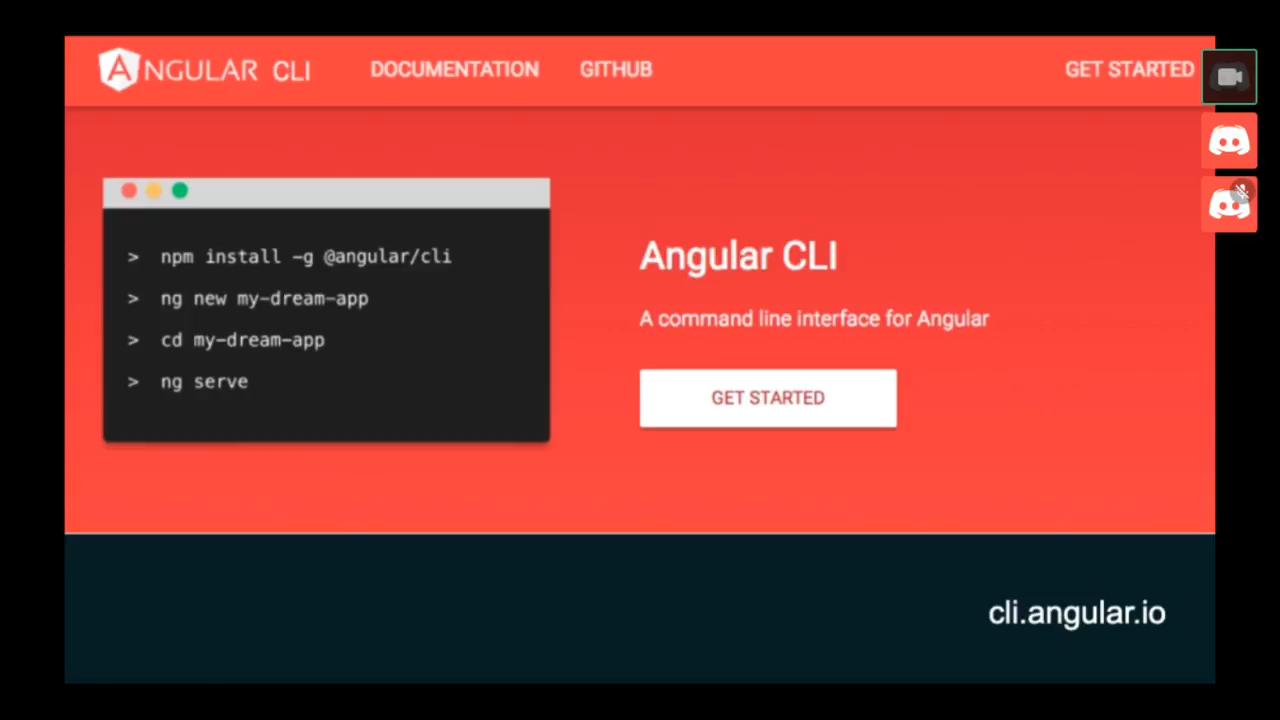 ANGULAR CLI DOCUMENTATION GITHUB GET STARTED
> npm install -g @angular/cli
> ng new my-dream-app
> cd my-dream-app
> ng serve
Angular CLI
A command line interface for Angular
GET STARTED
cli.angular.io